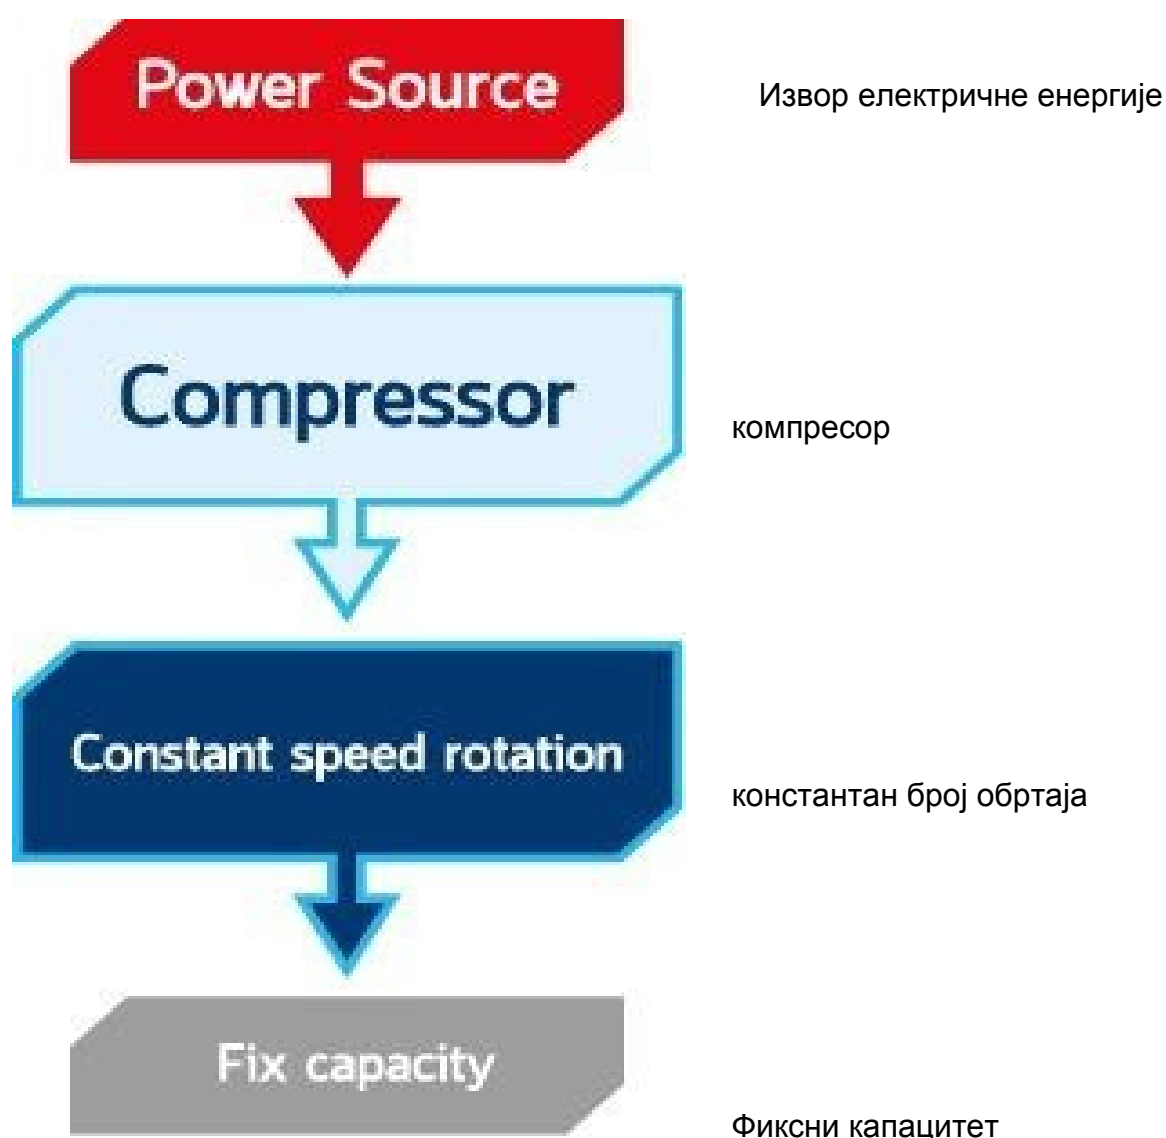 Power Source
Извор електричне енергије
Compressor
компресор
Constant speed rotation
константан број обртаја
Fix capacity
Фиксни капацитет